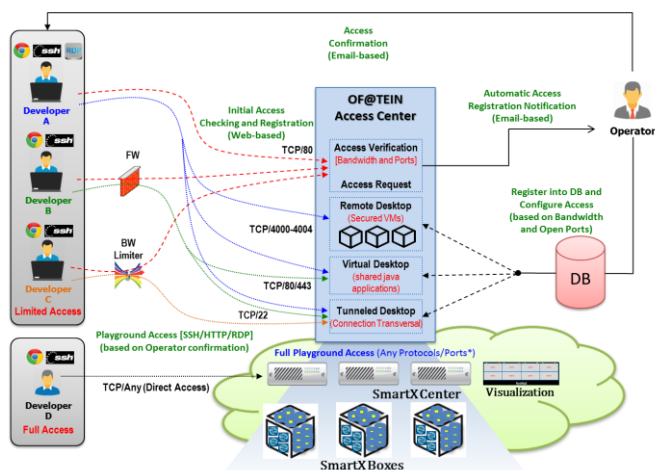 Access
Confirmation
(Email-based)
ssh
RDP
Developer
A
Initial Access
Checking and Registration
(Web-based)
OF@TEIN
Access Center
Automatic Access
Registration Notification
(Email-based)
Operator
TCP/80
Access Verification
[Bandwidth and Ports]
Access Request
ssh
FW
Developer
B
Remote Desktop
(Secured VMs)
Register into DB and
Configure Access
(based on Bandwidth
and Open Ports)
TCP/4000-4004
ssh
BW
Limiter
Developer
C
Limited Access
Virtual Desktop
(shared java
applications)
DB
TCP/80/443
TCP/22
Tunneled Desktop
(Connection Transversal)
Playground Access [SSH/HTTP/RDP]
(based on Operator confirmation)
Full Playground Access (Any Protocols/Ports*)
ssh
TCP/Any (Direct Access)
Developer
D
Full Access
SmartX Center
Visualization
SmartX Boxes